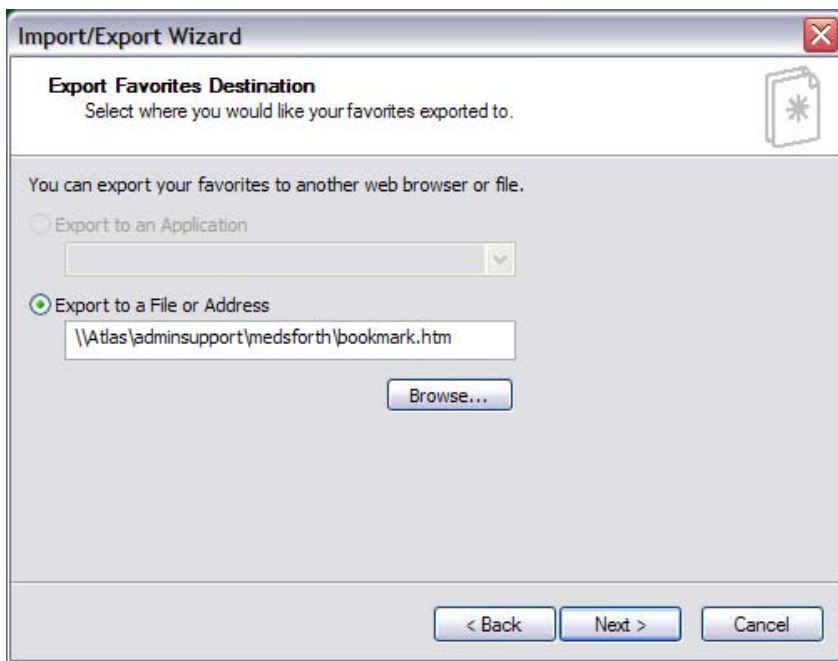 Import/Export Wizard
Export Favorites Destination
Select where you would like your favorites exported to.
You can export your favorites to another web browser or file.
Export to an Application
Export to a File or Address
\\Atlas\adminsupport\medsforth\bookmark.htm
Browse...
< Back Next > Cancel